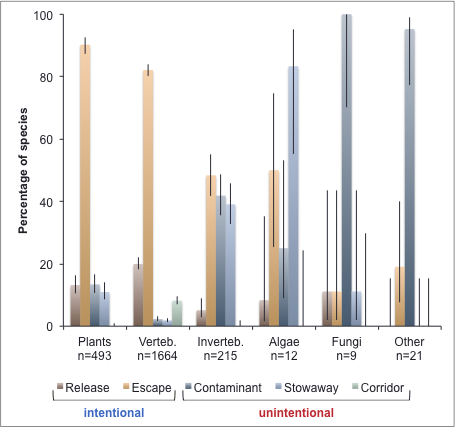 Percentage of species
100
80
60
40
20
0
Plants Verteb. Inverteb. Algae Fungi Other
n=493 n=1664 n=215 n=12 n=9 n=21
Release Escape Contaminant Stowaway Corridor
intentional unintentional